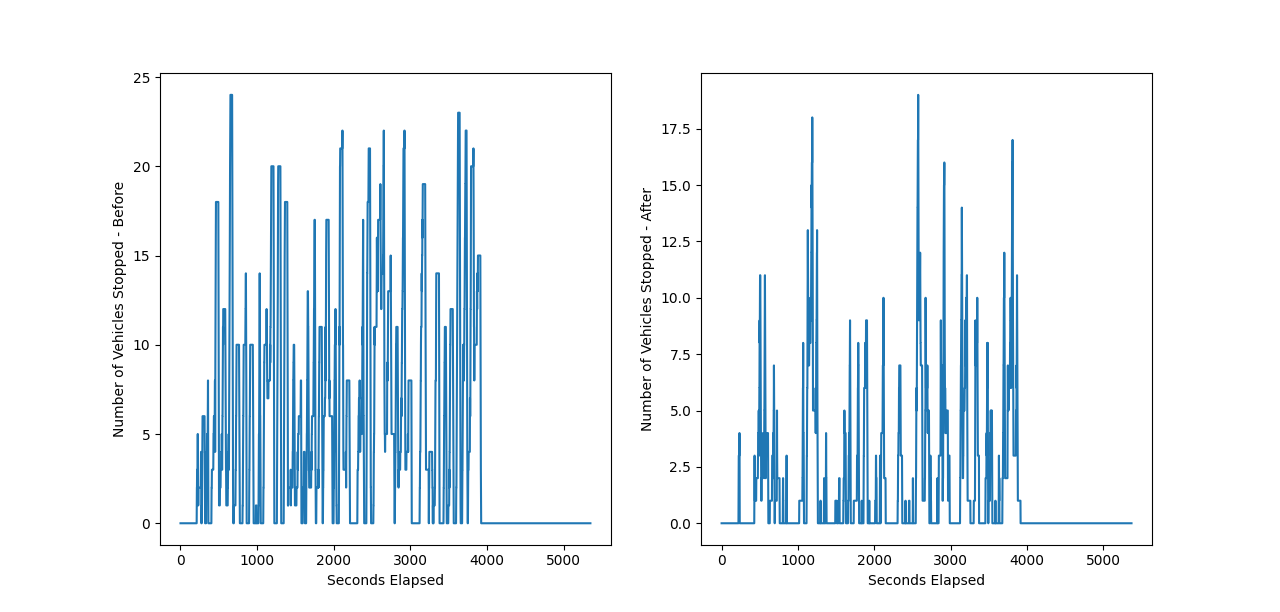 Number of Vehicles Stopped - Before
25
20
15
10
5
0
0 1000 2000 3000 4000 5000
Seconds Elapsed
Number of Vehicles Stopped - After
17.5
15.0
12.5
10.0
7.5
5.0
2.5
0.0
0 1000 2000 3000 4000 5000
Seconds Elapsed